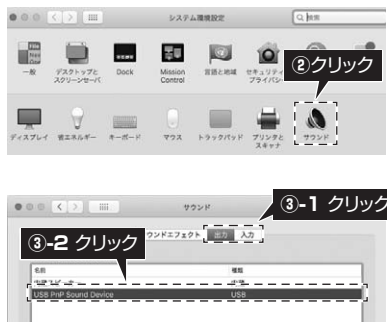 システム環境設定
検索
②クリック
一般
デスクトップと
スクリーンセーバ
Dock
Mission
Control
言語と地域
セキュリティ
プライバシ
ディスプレイ
省エネルギー
キーボード
マウス
トラックパッド
プリンタと
スキャナ
サウンド
サウンド
③-1 クリック
ウンドエフェクト
出力
入力
③-2 クリック
名前
種類
USB PnP Sound Device
USB